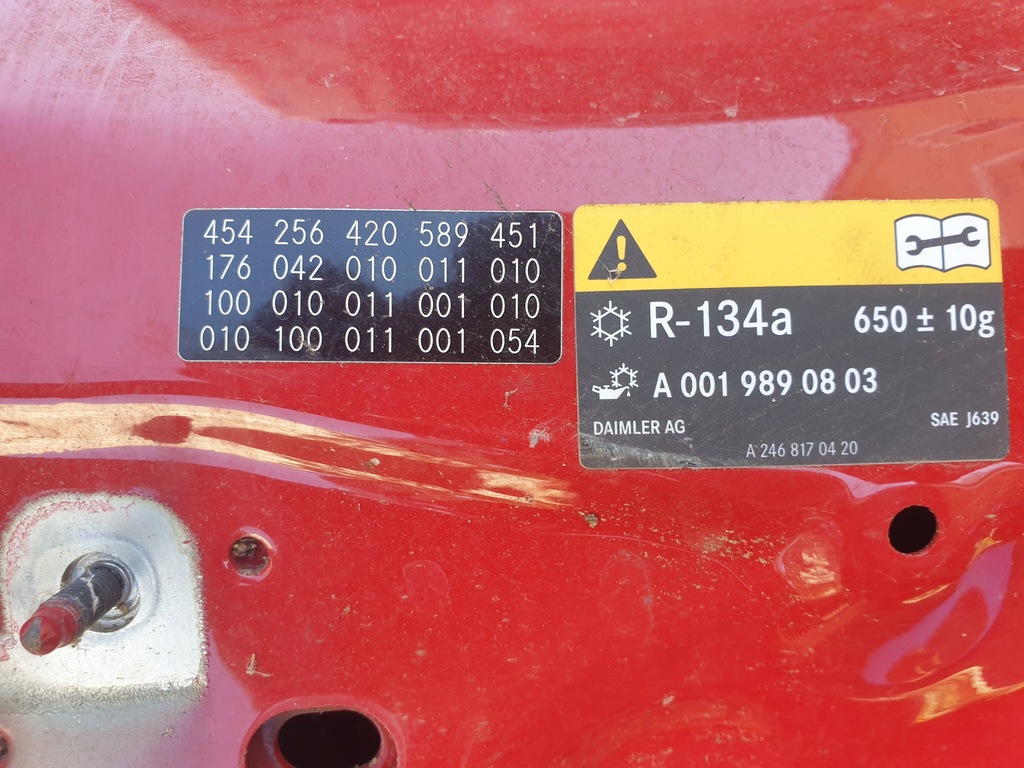 454 256 420 589 451
176 042 010 011 010
100 010 011 001 010
010 100 011 001 054
R-134a 650 ± 10g
A 001 989 08 03
DAIMLER AG SAE J639
A 246 817 04 20